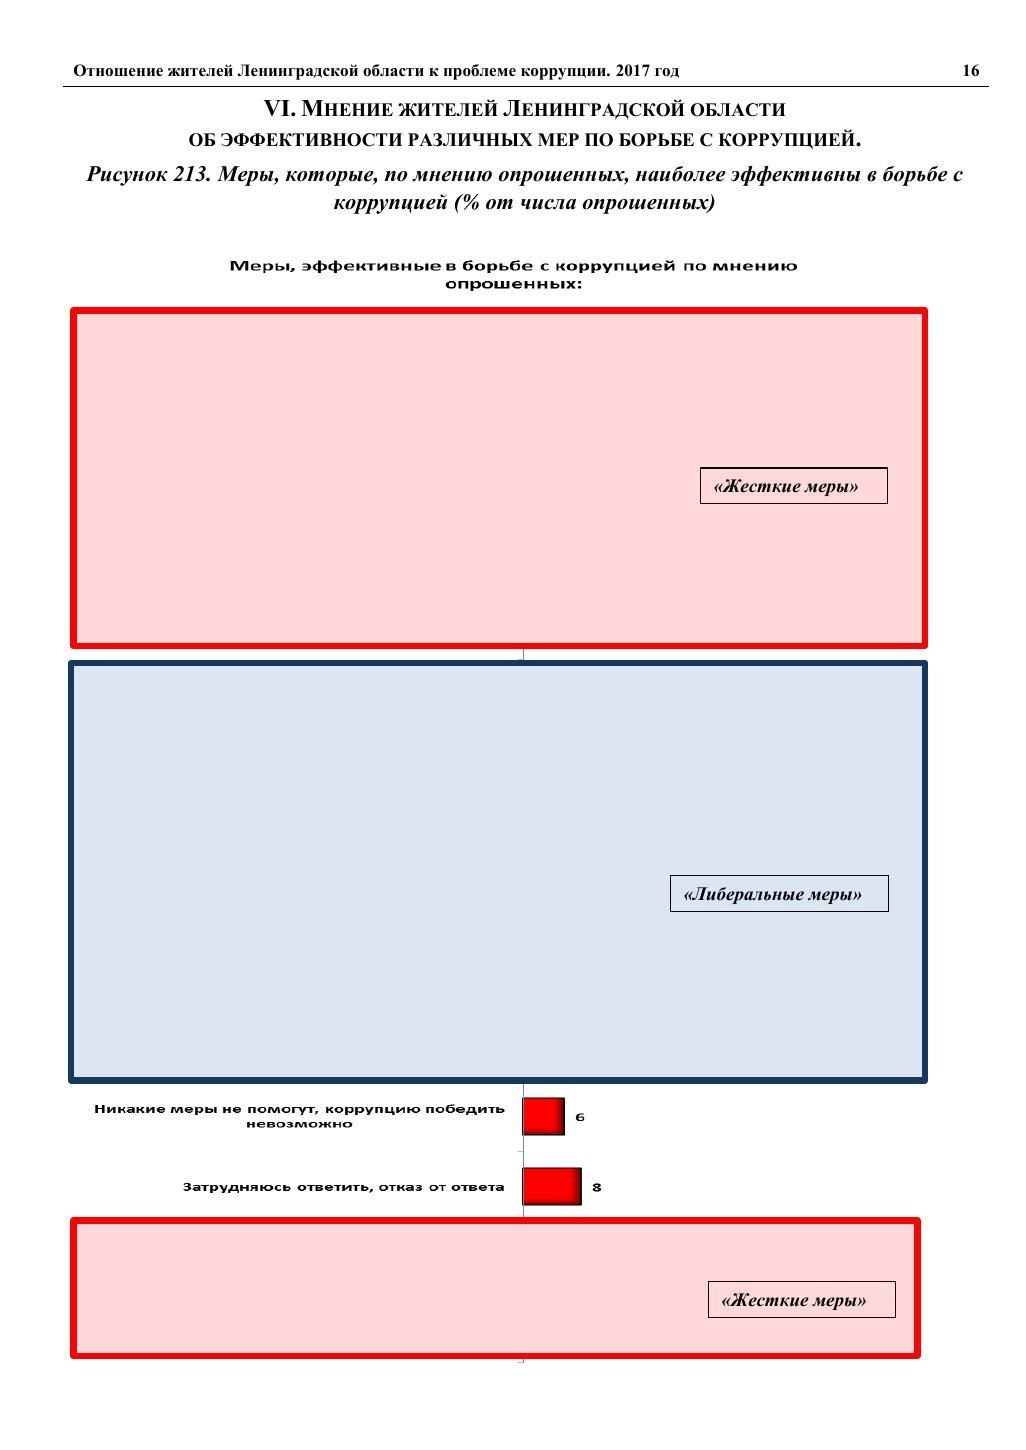 Отношение жителей Ленинградской области к проблеме коррупции. 2017 год 16
VI. Мнение жителей Ленинградской области
об эффективности различных мер по борьбе с коррупцией.
Рисунок 213. Меры, которые, по мнению опрошенных, наиболее эффективны в борьбе с
коррупцией (% от числа опрошенных)
Меры, эффективные в борьбе с коррупцией по мнению
опрошенных:
«Жесткие меры»
«Либеральные меры»
Никакие меры не помогут, коррупцию победить
невозможно
6
Затрудняюсь ответить, отказ от ответа
8
«Жесткие меры»